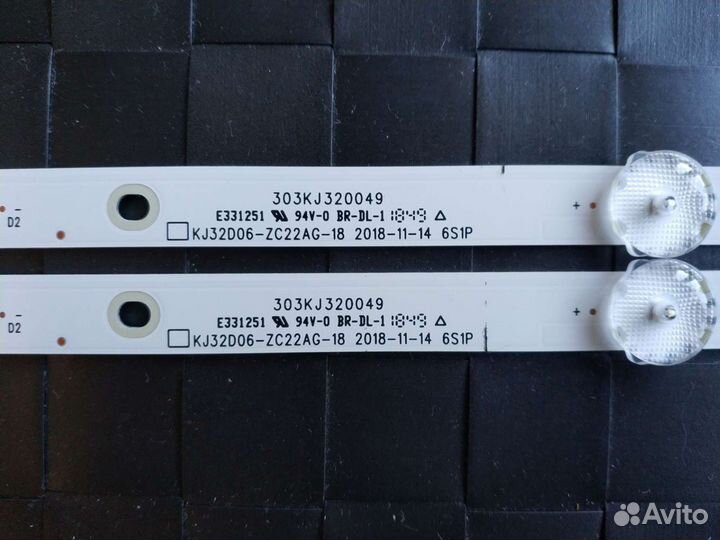 303KJ320049
E331251 94V-0 BR-DL-1 1849 △
KJ32D06-ZC22AG-18 2018-11-14 6S1P
− D2
+
303KJ320049
E331251 94V-0 BR-DL-1 1849 △
KJ32D06-ZC22AG-18 2018-11-14 6S1P
− D2
+
Avito